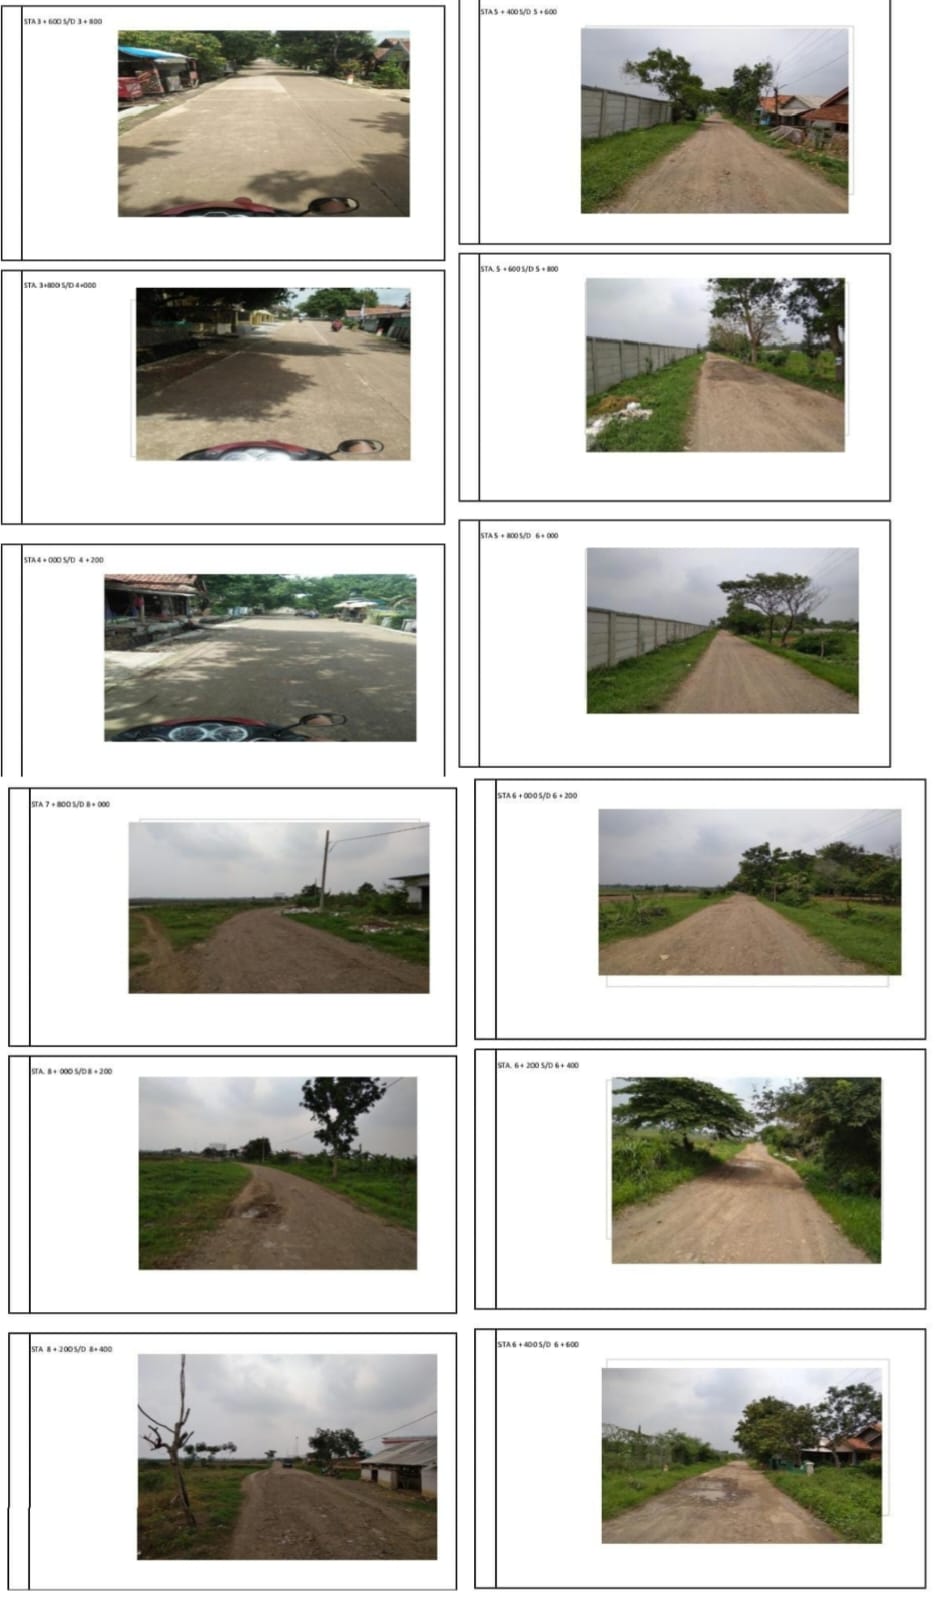 STA 3 + 600 S/D 3 + 800
STA. 3+800 S/D 4+000
STA 4 + 000 S/D 4 + 200
STA 5 + 400 S/D 5 + 600
STA. 5 + 600 S/D 5 + 800
STA 5 + 800 S/D 6 + 000
STA 7 + 800 S/D 8 + 000
STA. 8 + 000 S/D 8 + 200
STA 8 + 200 S/D 8+ 400
STA 6 + 000 S/D 6 + 200
STA. 6 + 200 S/D 6 + 400
STA 6 + 400 S/D 6 + 600